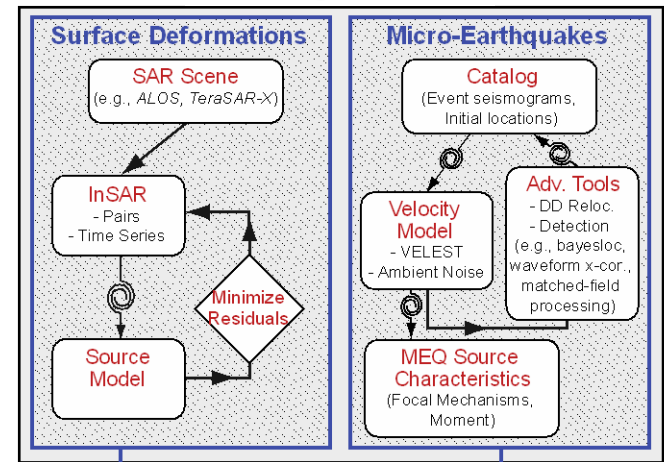 Surface Deformations
SAR Scene
(e.g., ALOS, TeraSAR-X)
InSAR
- Pairs
- Time Series
Minimize
Residuals
Source
Model
Micro-Earthquakes
Catalog
(Event seismograms,
Initial locations)
Velocity
Model
- VELEST
- Ambient Noise
Adv. Tools
- DD Reloc.
- Detection
(e.g., bayesloc,
waveform x-cor.,
matched-field
processing)
MEQ Source
Characteristics
(Focal Mechanisms,
Moment)